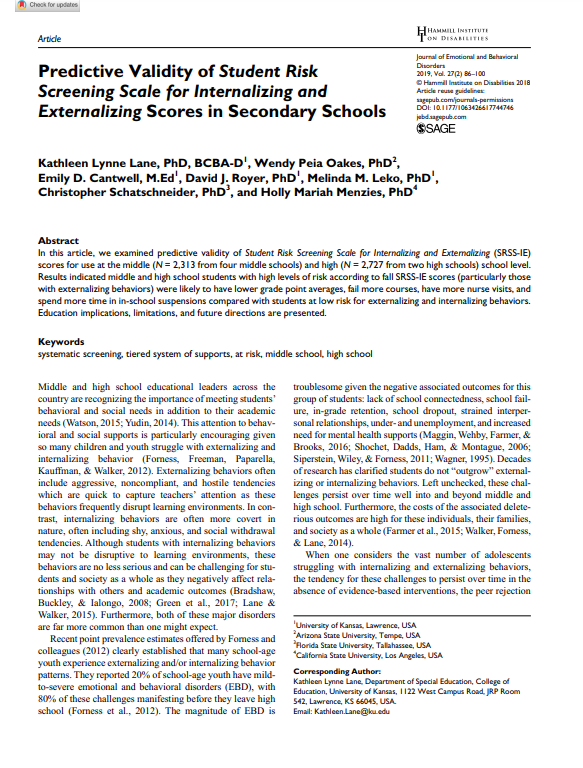 Check for updates
Article
HAMMILL INSTITUTE
ON DISABILITIES
Journal of Emotional and Behavioral
Disorders
2019, Vol. 27(2) 86–100
© Hammill Institute on Disabilities 2018
Article reuse guidelines:
sagepub.com/journals-permissions
DOI: 10.1177/1063426617744746
jebd.sagepub.com
SAGE
Predictive Validity of Student Risk
Screening Scale for Internalizing and
Externalizing Scores in Secondary Schools
Kathleen Lynne Lane, PhD, BCBA-D1, Wendy Peia Oakes, PhD2,
Emily D. Cantwell, M.Ed1, David J. Royer, PhD1, Melinda M. Leko, PhD1,
Christopher Schatschneider, PhD3, and Holly Mariah Menzies, PhD4
Abstract
In this article, we examined predictive validity of Student Risk Screening Scale for Internalizing and Externalizing (SRSS-IE)
scores for use at the middle (N = 2,313 from four middle schools) and high (N = 2,727 from two high schools) school level.
Results indicated middle and high school students with high levels of risk according to fall SRSS-IE scores (particularly those
with externalizing behaviors) were likely to have lower grade point averages, fail more courses, have more nurse visits, and
spend more time in in-school suspensions compared with students at low risk for externalizing and internalizing behaviors.
Education implications, limitations, and future directions are presented.
Keywords
systematic screening, tiered system of supports, at risk, middle school, high school
Middle and high school educational leaders across the
country are recognizing the importance of meeting students’
behavioral and social needs in addition to their academic
needs (Watson, 2015; Yudin, 2014). This attention to behav-
ioral and social supports is particularly encouraging given
so many children and youth struggle with externalizing and
internalizing behavior (Forness, Freeman, Paparella,
Kauffman, & Walker, 2012). Externalizing behaviors often
include aggressive, noncompliant, and hostile tendencies
which are quick to capture teachers’ attention as these
behaviors frequently disrupt learning environments. In con-
trast, internalizing behaviors are often more covert in
nature, often including shy, anxious, and social withdrawal
tendencies. Although students with internalizing behaviors
may not be disruptive to learning environments, these
behaviors are no less serious and can be challenging for stu-
dents and society as a whole as they negatively affect rela-
tionships with others and academic outcomes (Bradshaw,
Buckley, & Ialongo, 2008; Green et al., 2017; Lane &
Walker, 2015). Furthermore, both of these major disorders
are far more common than one might expect.
Recent point prevalence estimates offered by Forness and
colleagues (2012) clearly established that many school-age
youth experience externalizing and/or internalizing behavior
patterns. They reported 20% of school-age youth have mild-
to-severe emotional and behavioral disorders (EBD), with
80% of these challenges manifesting before they leave high
school (Forness et al., 2012). The magnitude of EBD is
troublesome given the negative associated outcomes for this
group of students: lack of school connectedness, school fail-
ure, in-grade retention, school dropout, strained interper-
sonal relationships, under- and unemployment, and increased
need for mental health supports (Maggin, Wehby, Farmer, &
Brooks, 2016; Shochet, Dadds, Ham, & Montague, 2006;
Siperstein, Wiley, & Forness, 2011; Wagner, 1995). Decades
of research has clarified students do not “outgrow” external-
izing or internalizing behaviors. Left unchecked, these chal-
lenges persist over time well into and beyond middle and
high school. Furthermore, the costs of the associated delete-
rious outcomes are high for these individuals, their families,
and society as a whole (Farmer et al., 2015; Walker, Forness,
& Lane, 2014).
When one considers the vast number of adolescents
struggling with internalizing and externalizing behaviors,
the tendency for these challenges to persist over time in the
absence of evidence-based interventions, the peer rejection
1University of Kansas, Lawrence, USA
2Arizona State University, Tempe, USA
3Florida State University, Tallahassee, USA
4California State University, Los Angeles, USA
Corresponding Author:
Kathleen Lynne Lane, Department of Special Education, College of
Education, University of Kansas, 1122 West Campus Road, JRP Room
542, Lawrence, KS 66045, USA.
Email: Kathleen.Lane@ku.edu